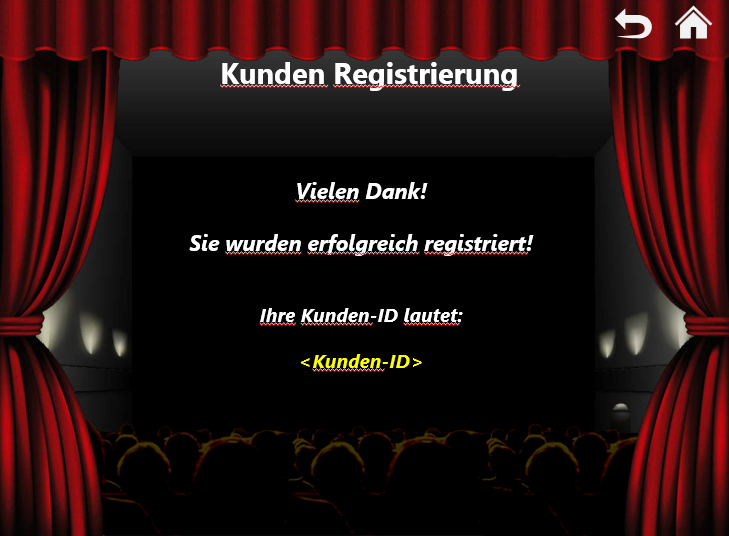 Kunden Registrierung
Vielen Dank!
Sie wurden erfolgreich registriert!
Ihre Kunden-ID lautet:
<Kunden-ID>